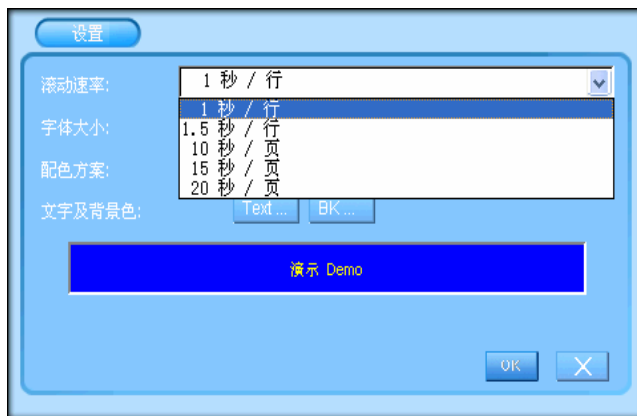 设置
滚动速率:
1 秒 / 行
1 秒 / 行
字体大小:
1.5 秒 / 行
10 秒 / 页
配色方案:
15 秒 / 页
20 秒 / 页
文字及背景色:
Text... BK...
演示 Demo
OK X